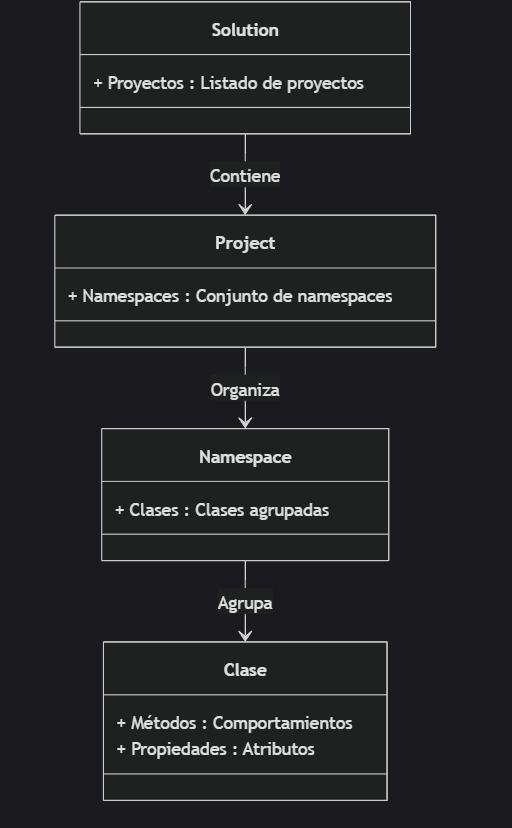 Solution
+ Proyectos : Listado de proyectos
Contiene
Project
+ Namespaces : Conjunto de namespaces
Organiza
Namespace
+ Clases : Clases agrupadas
Agrupa
Clase
+ Métodos : Comportamientos
+ Propiedades : Atributos